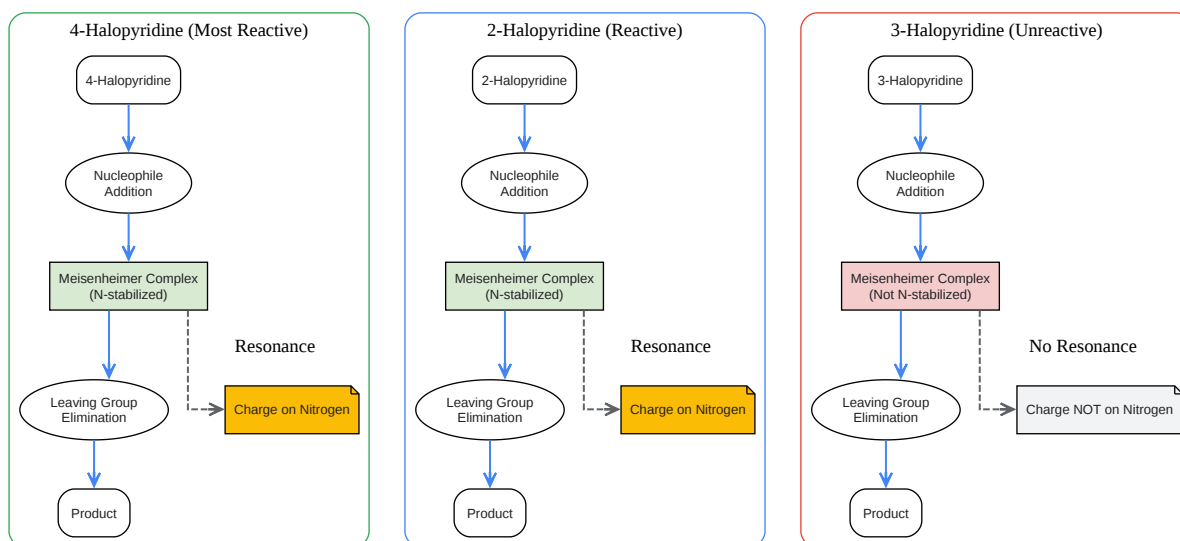 4-Halopyridine (Most Reactive)
4-Halopyridine
Nucleophile
Addition
Meisenheimer Complex
(N-stabilized)
Resonance
Leaving Group
Elimination
Charge on Nitrogen
Product
2-Halopyridine (Reactive)
2-Halopyridine
Nucleophile
Addition
Meisenheimer Complex
(N-stabilized)
Resonance
Leaving Group
Elimination
Charge on Nitrogen
Product
3-Halopyridine (Unreactive)
3-Halopyridine
Nucleophile
Addition
Meisenheimer Complex
(Not N-stabilized)
No Resonance
Leaving Group
Elimination
Charge NOT on Nitrogen
Product